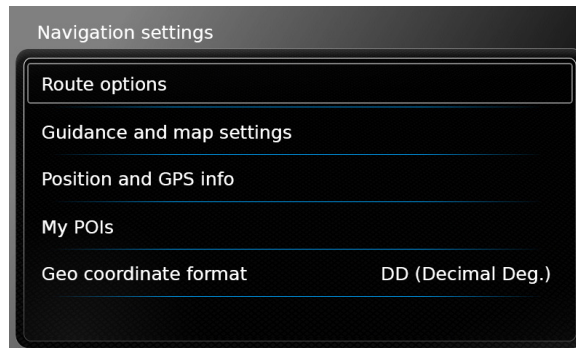 Navigation settings
Route options
Guidance and map settings
Position and GPS info
My POIs
Geo coordinate format DD (Decimal Deg.)